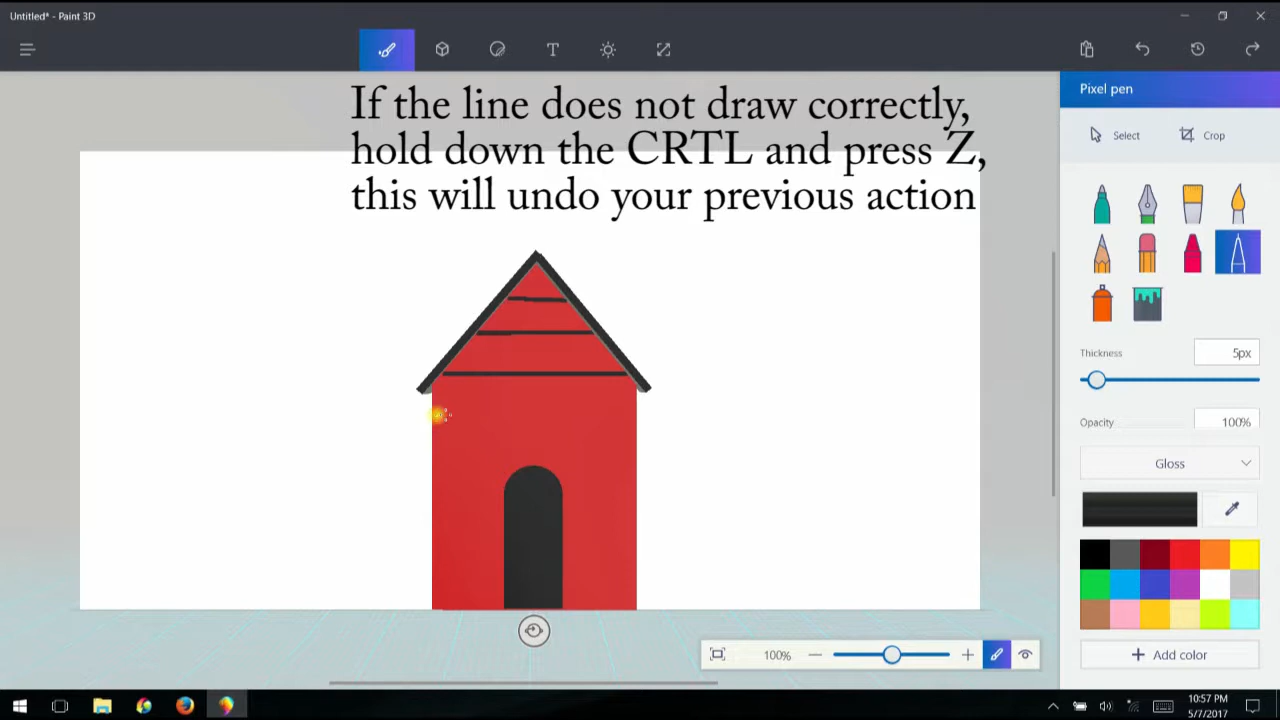 Untitled* - Paint 3D
If the line does not draw correctly,
hold down the CRTL and press Z,
this will undo your previous action
Pixel pen
Select
Crop
Thickness
5px
Opacity
100%
Gloss
Add color
100%
10:57 PM
5/7/2017